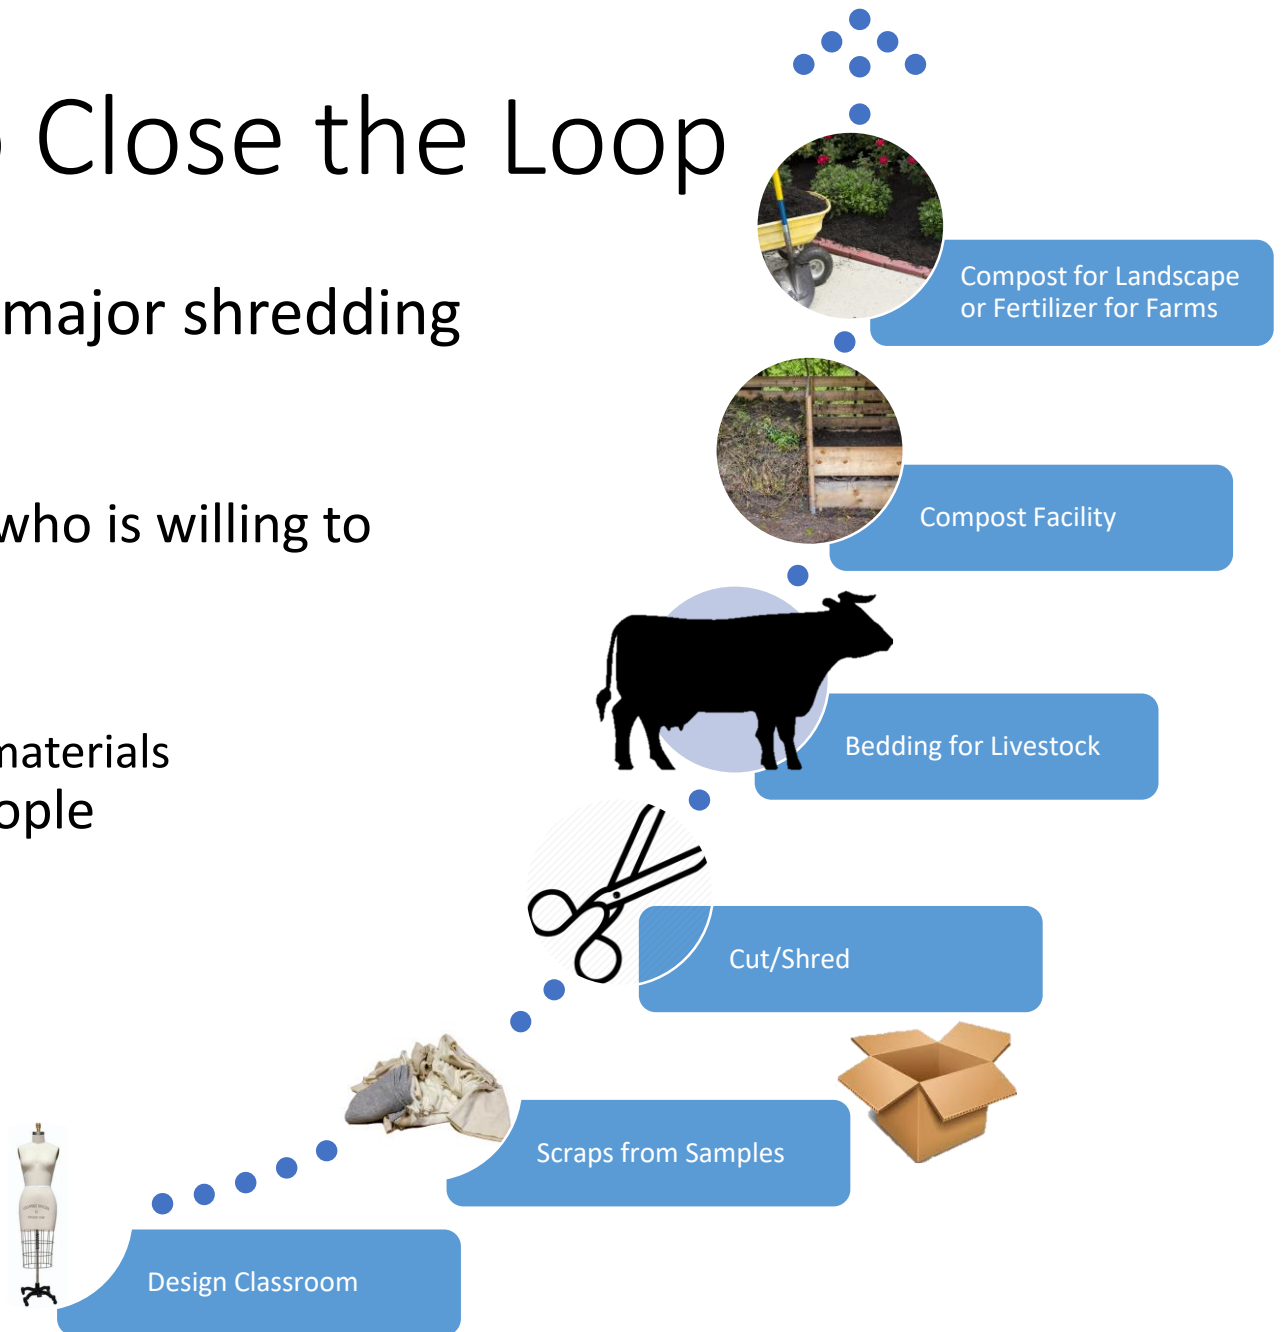 Close the Loop
major shredding
who is willing to
materials
Compost for Landscape
or Fertilizer for Farms
Compost Facility
Bedding for Livestock
Cut/Shred
Scraps from Samples
Design Classroom